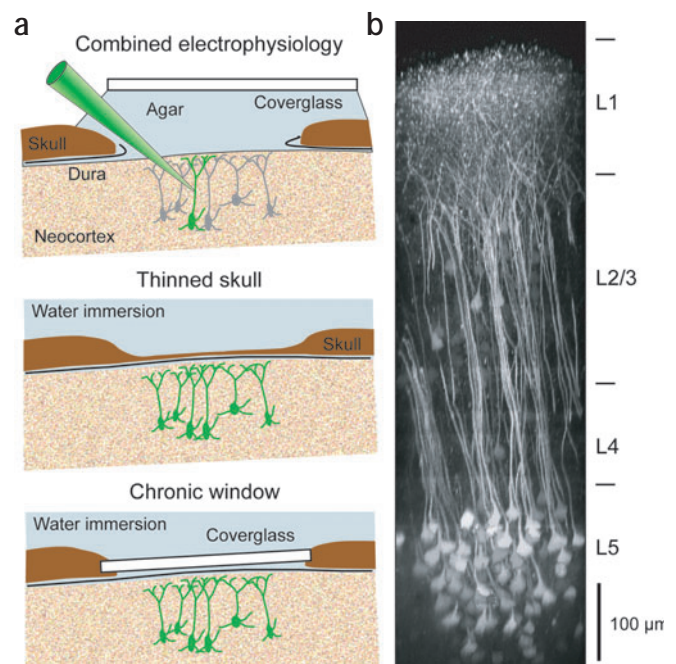 a
Combined electrophysiology
Agar
Coverglass
Skull
Dura
Neocortex
Thinned skull
Water immersion
Skull
Chronic window
Water immersion
Coverglass
b
L1
L2/3
L4
L5
100 µm